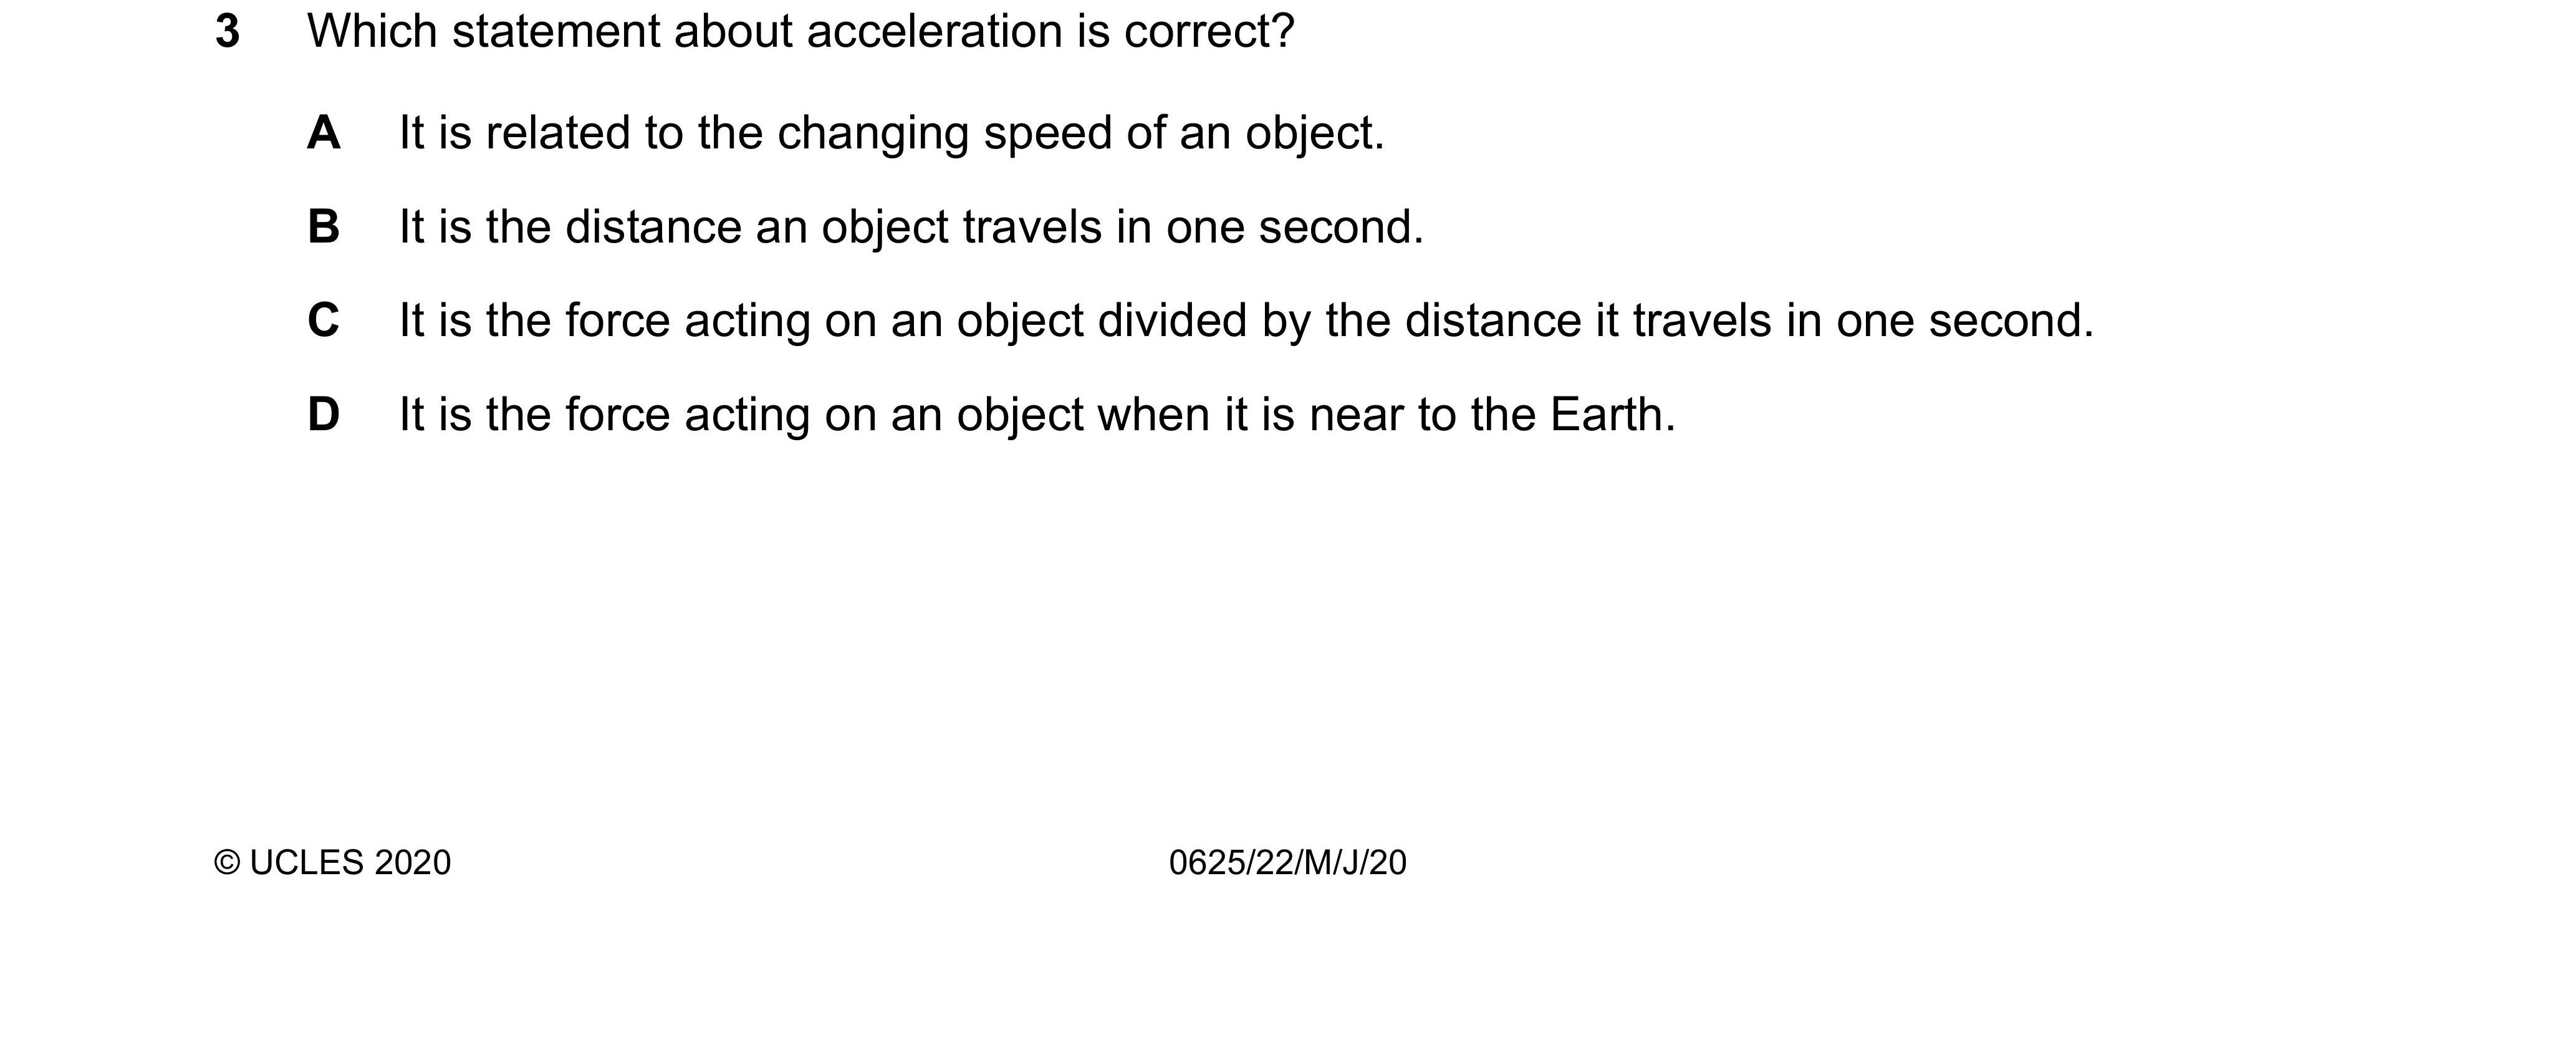 3 Which statement about acceleration is correct?
A It is related to the changing speed of an object.
B It is the distance an object travels in one second.
C It is the force acting on an object divided by the distance it travels in one second.
D It is the force acting on an object when it is near to the Earth.
© UCLES 2020 0625/22/M/J/20